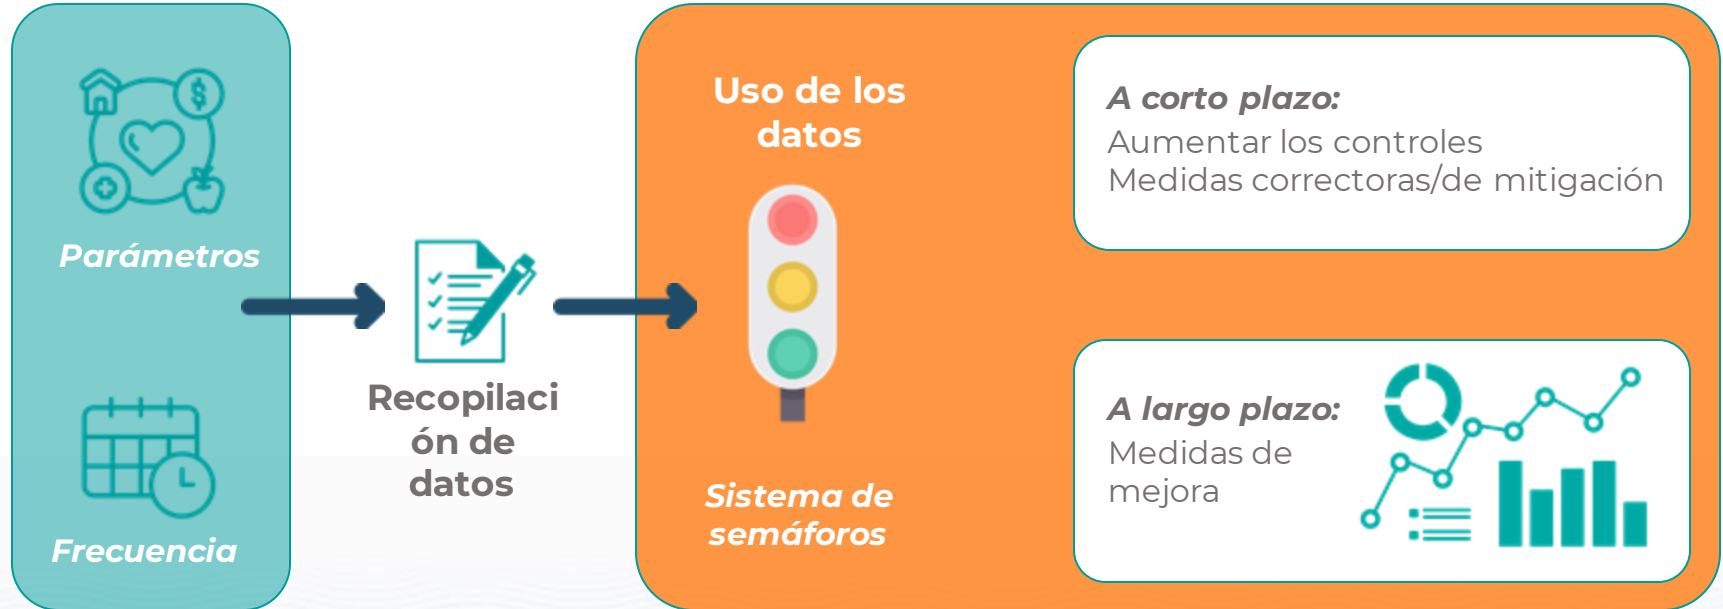 Parámetros
Frecuencia
Recopilaci
ón de
datos
Uso de los
datos
Sistema de
semáforos
A corto plazo:
Aumentar los controles
Medidas correctoras/de mitigación
A largo plazo:
Medidas de
mejora